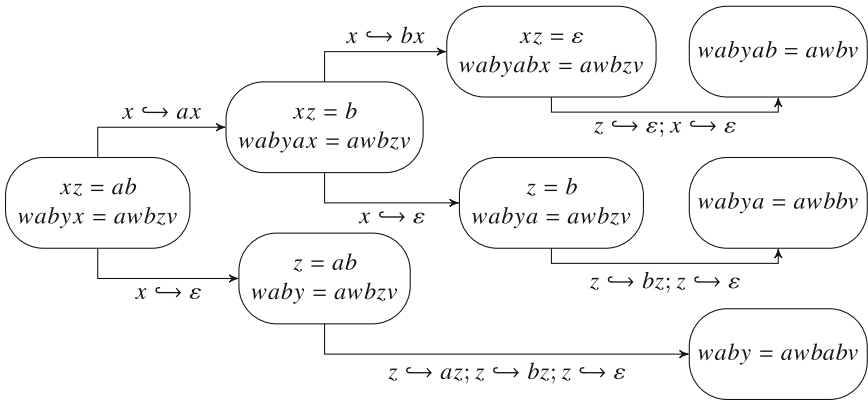 x ↪ bx
xz = ε
wabyabx = awbzv
wabyab = awbv
z ↪ ε; x ↪ ε
x ↪ ax
xz = b
wabyax = awbzv
xz = ab
wabyx = awbzv
x ↪ ε
z = b
wabya = awbzv
wabya = awbbv
z ↪ bz; z ↪ ε
x ↪ ε
z = ab
waby = awbzv
waby = awbabv
z ↪ az; z ↪ bz; z ↪ ε